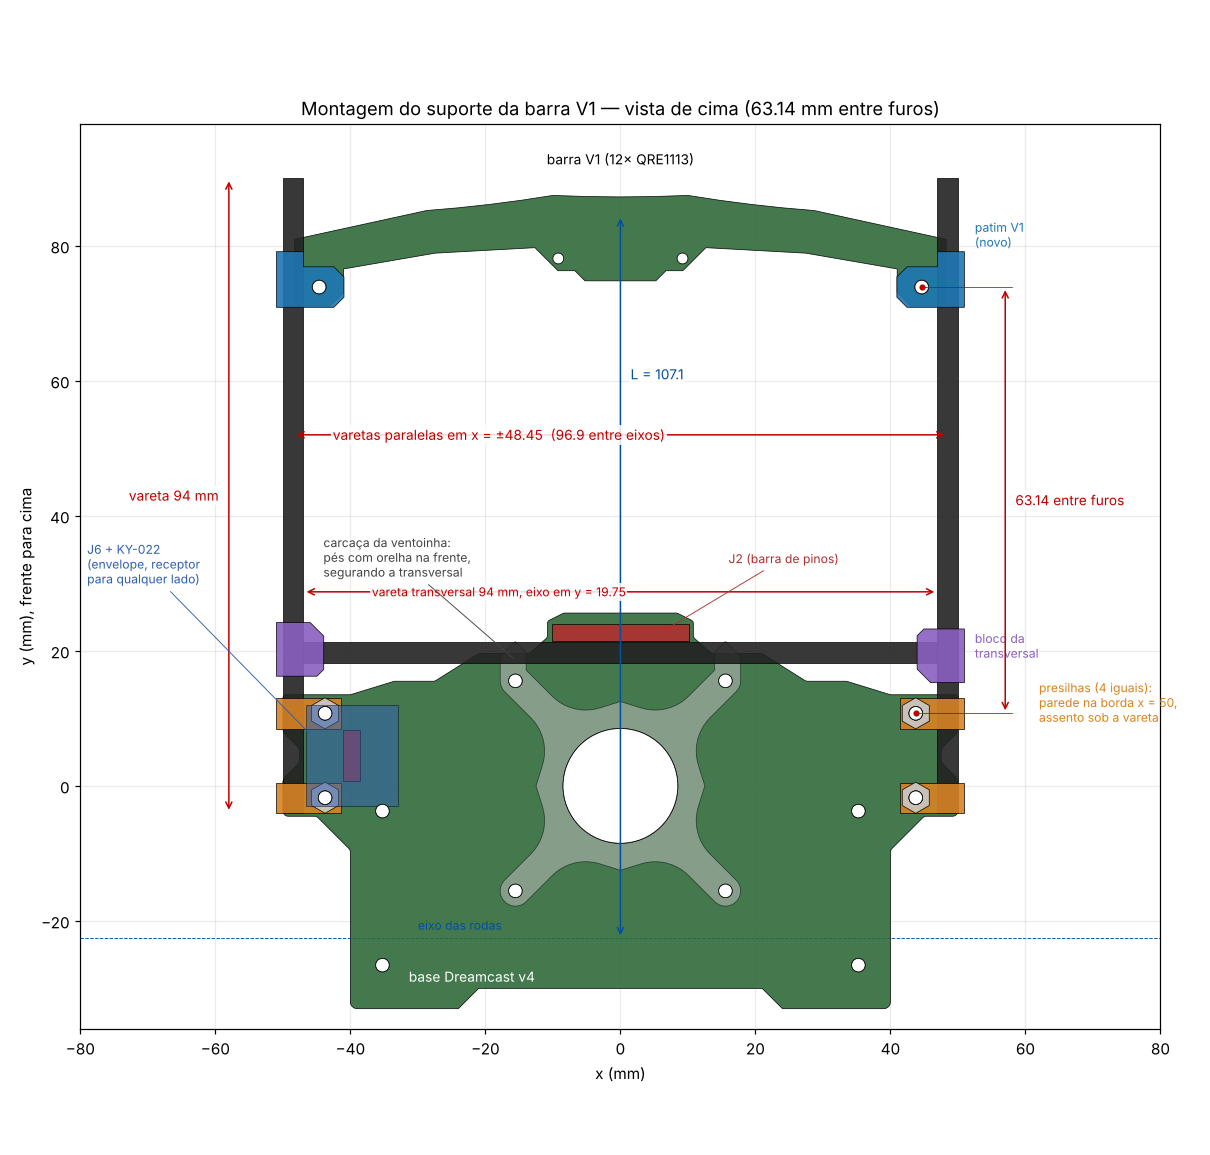 Montagem do suporte da barra V1 — vista de cima (63.14 mm entre furos)
barra V1 (12× QRE1113)
patim V1
(novo)
80
L = 107.1
60
varetas paralelas em x = ±48.45 (96.9 entre eixos)
vareta 94 mm
63.14 entre furos
40
J6 + KY-022
(envelope, receptor
para qualquer lado)
carcaça da ventoinha:
pés com orelha na frente,
segurando a transversal
J2 (barra de pinos)
vareta transversal 94 mm, eixo em y = 19.75
bloco da
transversal
20
presilhas (4 iguais):
parede na borda x = 50,
assento sob a vareta
0
−20
eixo das rodas
base Dreamcast v4
y (mm), frente para cima
−80
−60
−40
−20
0
20
40
60
80
x (mm)